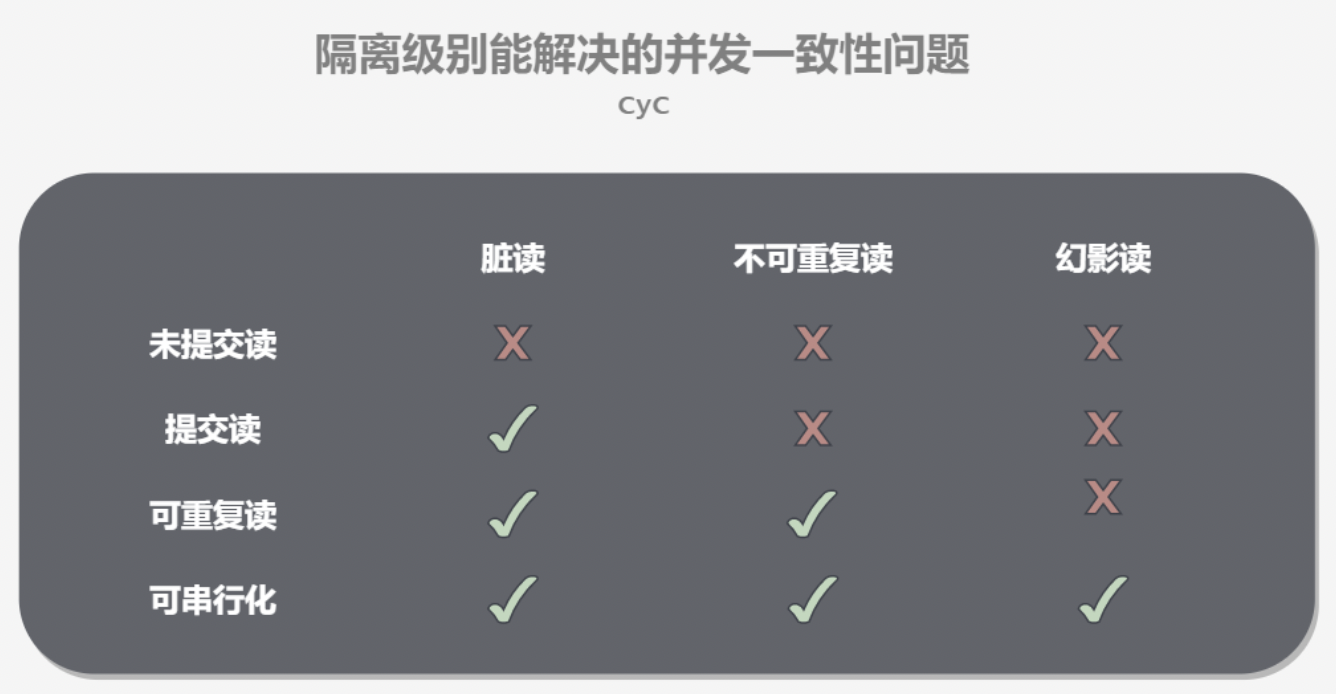 隔离级别能解决的并发一致性问题
CyC
脏读 不可重复读 幻影读
未提交读 X X X
提交读 ✓ X X
可重复读 ✓ ✓ X
可串行化 ✓ ✓ ✓